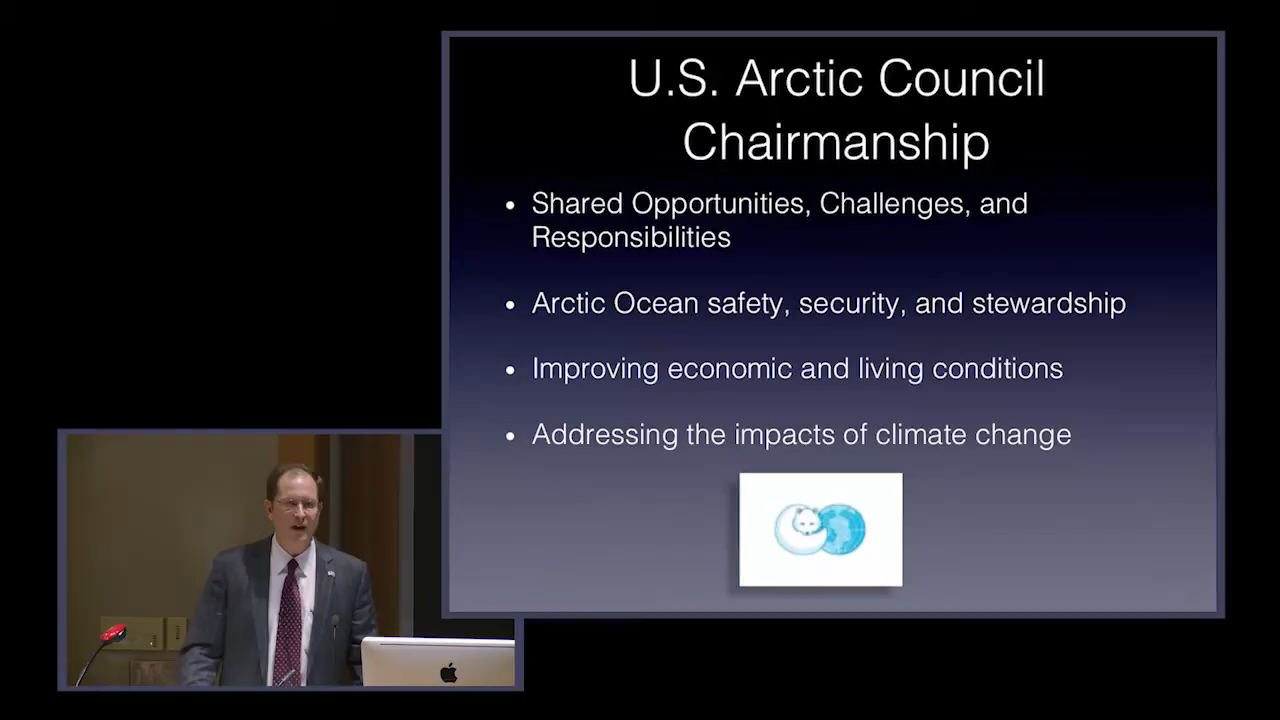 U.S. Arctic Council
Chairmanship
• Shared Opportunities, Challenges, and
Responsibilities
• Arctic Ocean safety, security, and stewardship
• Improving economic and living conditions
• Addressing the impacts of climate change